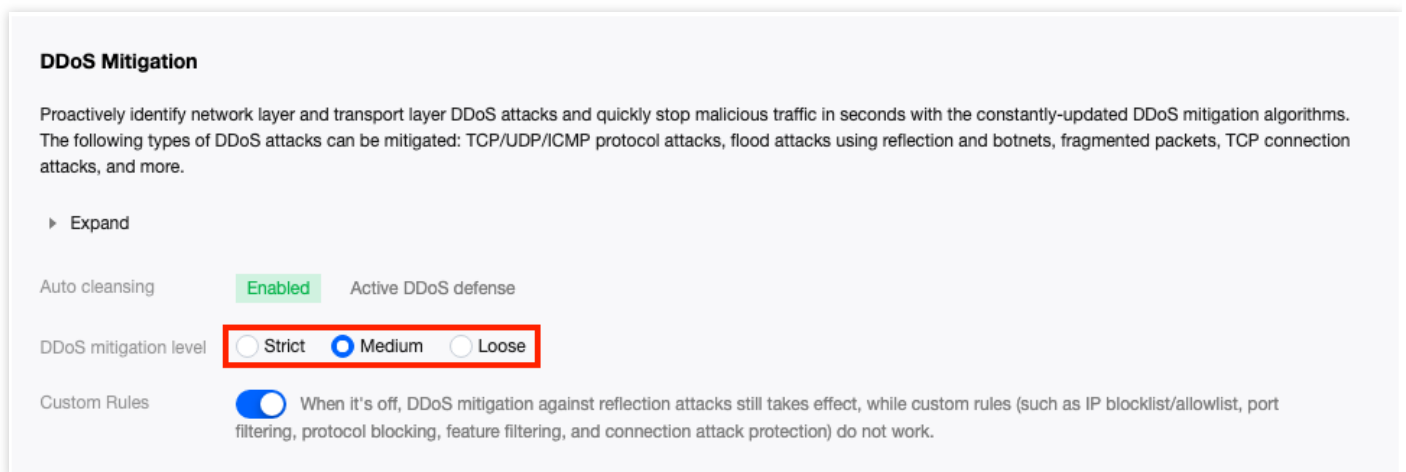 DDoS Mitigation
Proactively identify network layer and transport layer DDoS attacks and quickly stop malicious traffic in seconds with the constantly-updated DDoS mitigation algorithms.
The following types of DDoS attacks can be mitigated: TCP/UDP/ICMP protocol attacks, flood attacks using reflection and botnets, fragmented packets, TCP connection
attacks, and more.
Expand
Auto cleansing Enabled Active DDoS defense
DDoS mitigation level Strict Medium Loose
Custom Rules When it's off, DDoS mitigation against reflection attacks still takes effect, while custom rules (such as IP blocklist/allowlist, port
filtering, protocol blocking, feature filtering, and connection attack protection) do not work.